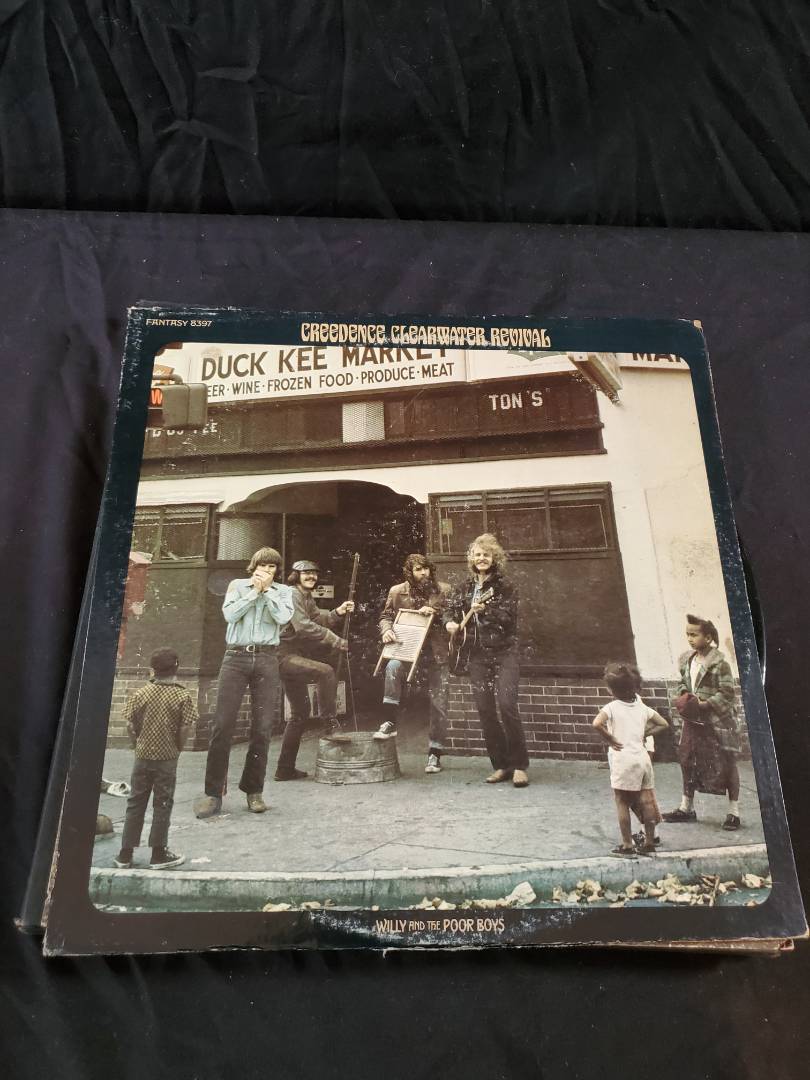 FANTASY 8397
CREEDENCE CLEARWATER REVIVAL
DUCK KEE MARKET
EER · WINE · FROZEN FOOD · PRODUCE · MEAT
MAR
TON'S
WILLY AND THE POOR BOYS